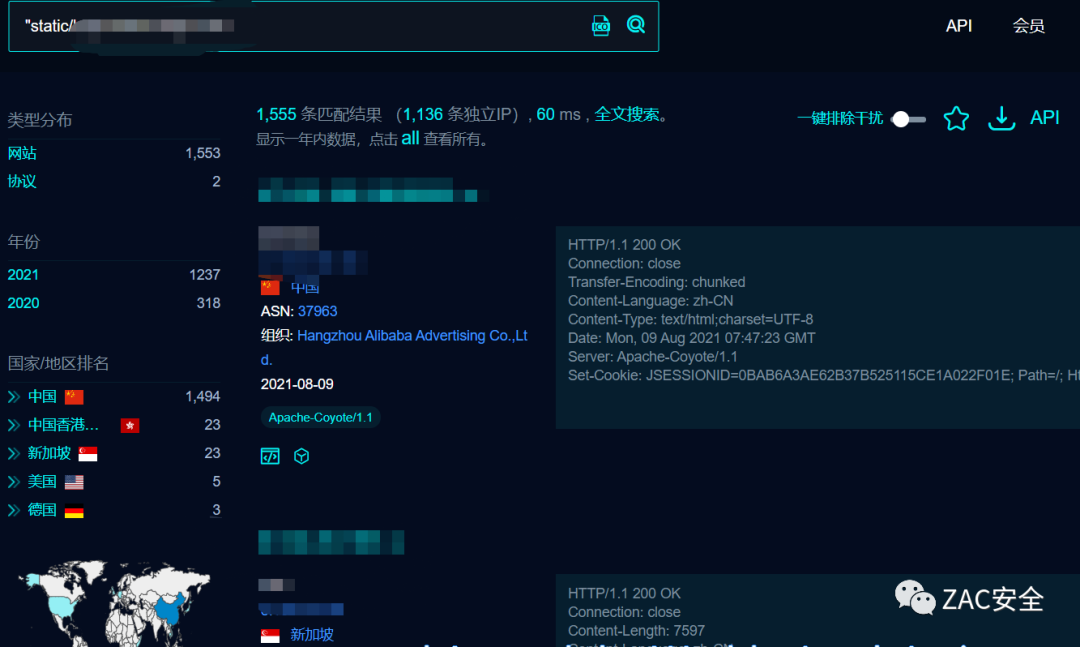 "static/
API
会员
类型分布
网站 1,553
协议 2
年份
2021 1237
2020 318
国家/地区排名
中国 1,494
中国香港... 23
新加坡 23
美国 5
德国 3
1,555 条匹配结果 （1,136 条独立IP）, 60 ms , 全文搜索。
显示一年内数据，点击 all 查看所有。
一键排除干扰
API
中国
ASN: 37963
组织: Hangzhou Alibaba Advertising Co.,Lt
d.
2021-08-09
Apache-Coyote/1.1
HTTP/1.1 200 OK
Connection: close
Transfer-Encoding: chunked
Content-Language: zh-CN
Content-Type: text/html;charset=UTF-8
Date: Mon, 09 Aug 2021 07:47:23 GMT
Server: Apache-Coyote/1.1
Set-Cookie: JSESSIONID=0BAB6A3AE62B37B525115CE1A022F01E; Path=/; Ht
新加坡
HTTP/1.1 200 OK
Connection: close
Content-Length: 7597
ZAC安全